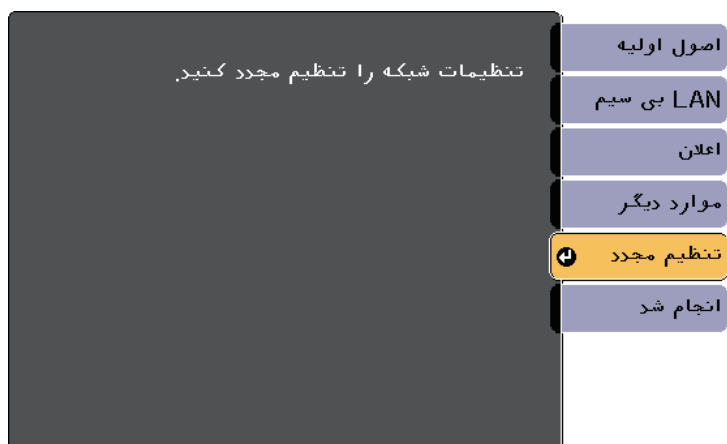 اصول اولیه
LAN بی سیم
اعلان
موارد دیگر
تنظیم مجدد
انجام شد
تنظیمات شبکه را تنظیم مجدد کنید.